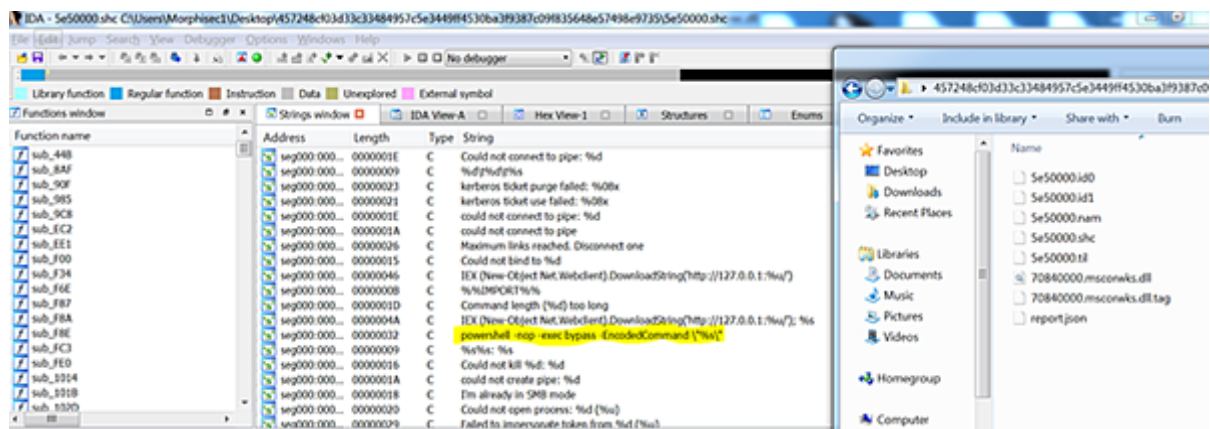 IDA - 5e50000.shc C:\Users\Morphisec1\Desktop\457248cf03d33c33484957c5e3449ff4530ba3f9387c09f835648e57498e9735\5e50000.shc
File Edit Jump Search View Debugger Options Windows Help
No debugger
Library function Regular function Instruction Data Unexplored External symbol
Functions window
Function name
sub_448
sub_8AF
sub_90F
sub_985
sub_9C8
sub_EC2
sub_EE1
sub_F00
sub_F34
sub_F6E
sub_F87
sub_F8A
sub_F8E
sub_FC3
sub_FE0
sub_1014
sub_101B
sub_102D
Strings window IDA View-A Hex View-1 Structures Enums
Address Length Type String
seg000:000... 0000001E C Could not connect to pipe: %d
seg000:000... 00000009 C %d\t%d\t%s
seg000:000... 00000023 C kerberos ticket purge failed: %08x
seg000:000... 00000021 C kerberos ticket use failed: %08x
seg000:000... 0000001E C could not connect to pipe: %d
seg000:000... 0000001A C could not connect to pipe
seg000:000... 00000026 C Maximum links reached. Disconnect one
seg000:000... 00000015 C Could not bind to %d
seg000:000... 00000046 C IEX (New-Object Net.Webclient).DownloadString('http://127.0.0.1:%u/')
seg000:000... 0000000B C %%IMPORT%%
seg000:000... 0000001D C Command length (%d) too long
seg000:000... 0000004A C IEX (New-Object Net.Webclient).DownloadString('http://127.0.0.1:%u/'); %s
seg000:000... 00000032 C powershell -nop -exec bypass -EncodedCommand \"%s\"
seg000:000... 00000009 C %s%s: %s
seg000:000... 00000016 C Could not kill %d: %d
seg000:000... 0000001A C could not create pipe: %d
seg000:000... 00000018 C I'm already in SMB mode
seg000:000... 00000020 C Could not open process: %d (%u)
seg000:000... 00000029 C Failed to impersonate token from %d (%u)
457248cf03d33c33484957c5e3449ff4530ba3f9387c0
Organize Include in library Share with Burn
Favorites
Desktop
Downloads
Recent Places
Libraries
Documents
Music
Pictures
Videos
Homegroup
Computer
Name
5e50000.id0
5e50000.id1
5e50000.nam
5e50000.shc
5e50000.til
70840000.msconwks.dll
70840000.msconwks.dll.tag
report.json